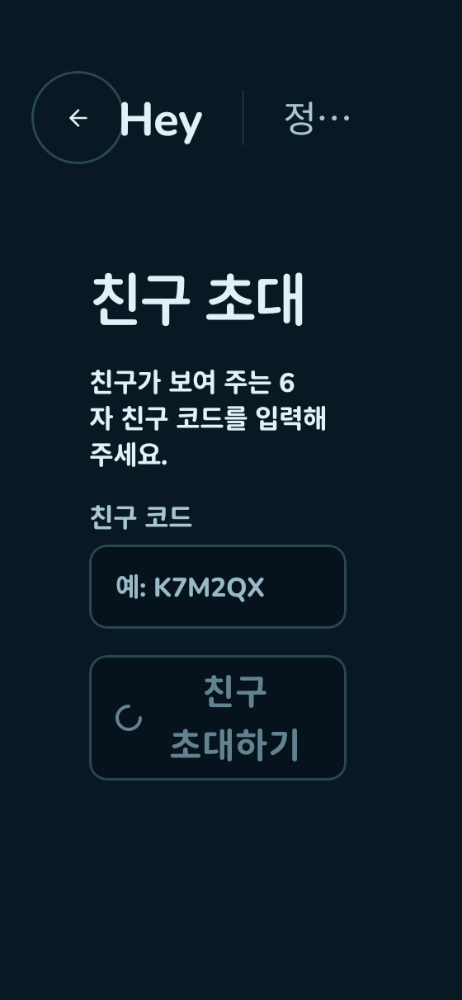 Hey
정…
친구 초대
친구가 보여 주는 6
자 친구 코드를 입력해
주세요.
친구 코드
예: K7M2QX
친구
초대하기